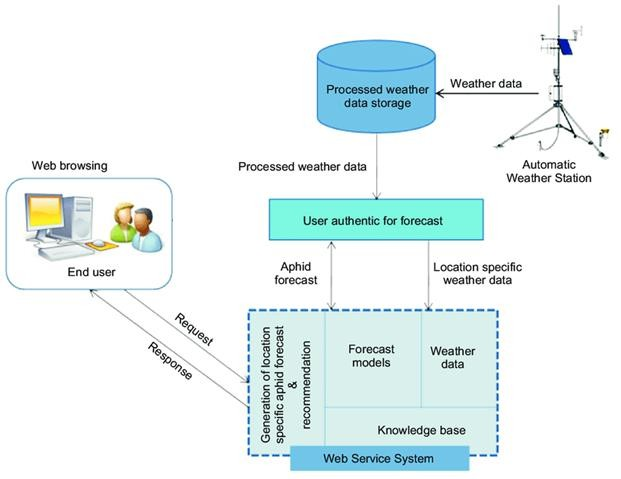 Processed weather
data storage
Weather data
Automatic
Weather Station
Processed weather data
Web browsing
End user
User authentic for forecast
Aphid
forecast
Location specific
weather data
Request
Response
Generation of location
specific aphid forecast
&
recommendation
Forecast
models
Weather
data
Knowledge base
Web Service System